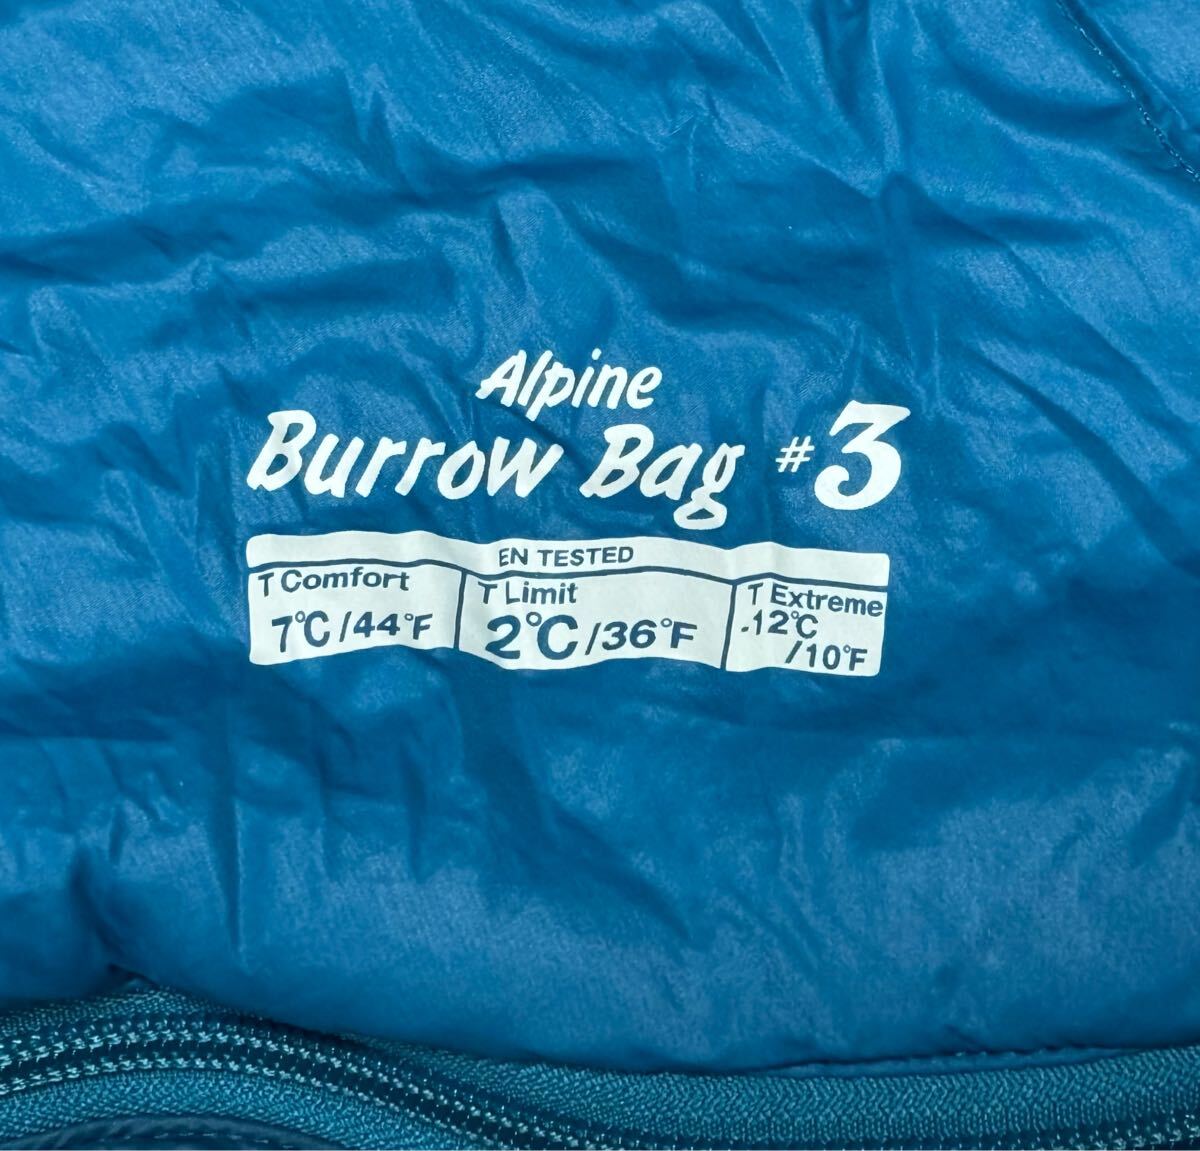 Alpine
Burrow Bag #3
EN TESTED
T Comfort
7℃/44°F
T Limit
2℃/36°F
T Extreme
-12℃
/10°F